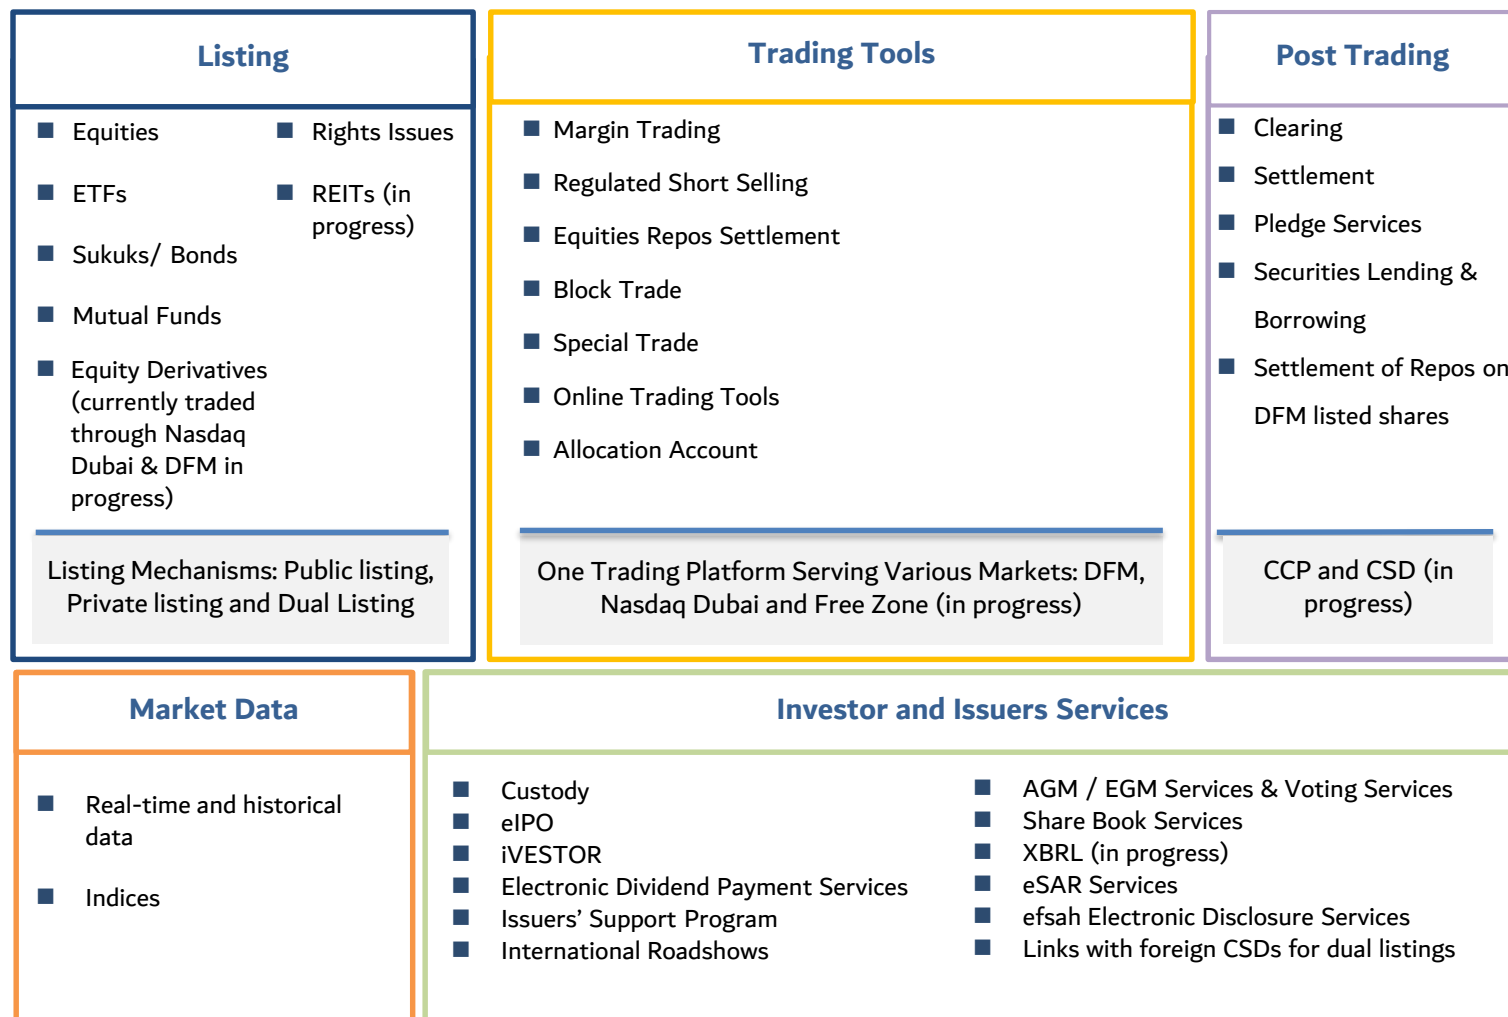 Listing
Equities
ETFs
Sukuks/ Bonds
Mutual Funds
Equity Derivatives
(currently traded
through Nasdaq
Dubai & DFM in
progress)
Rights Issues
REITs (in
progress)
Listing Mechanisms: Public listing,
Private listing and Dual Listing
Trading Tools
Margin Trading
Regulated Short Selling
Equities Repos Settlement
Block Trade
Special Trade
Online Trading Tools
Allocation Account
One Trading Platform Serving Various Markets: DFM,
Nasdaq Dubai and Free Zone (in progress)
Post Trading
Clearing
Settlement
Pledge Services
Securities Lending &
Borrowing
Settlement of Repos on
DFM listed shares
CCP and CSD (in
progress)
Market Data
Real-time and historical
data
Indices
Investor and Issuers Services
Custody
eIPO
iVESTOR
Electronic Dividend Payment Services
Issuers’ Support Program
International Roadshows
AGM / EGM Services & Voting Services
Share Book Services
XBRL (in progress)
eSAR Services
efsah Electronic Disclosure Services
Links with foreign CSDs for dual listings